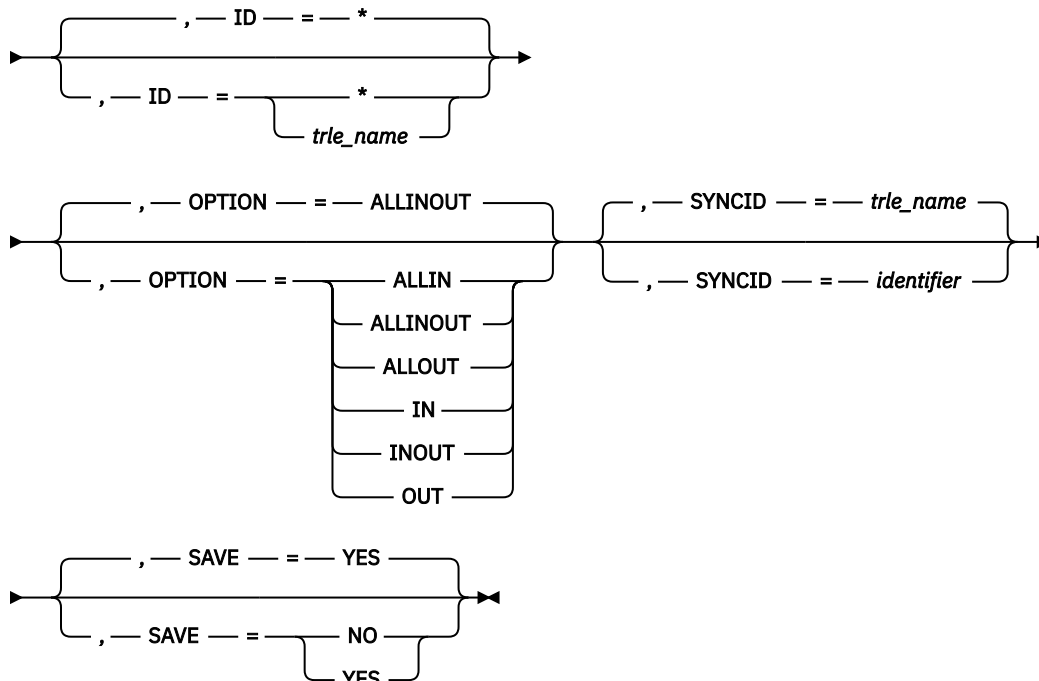 , ID = *
, ID = *
trle_name
, OPTION = ALLINOUT , SYNCID = trle_name
, OPTION = ALLIN , SYNCID = identifier
ALLINOUT
ALLOUT
IN
INOUT
OUT
, SAVE = YES
, SAVE = NO
YES